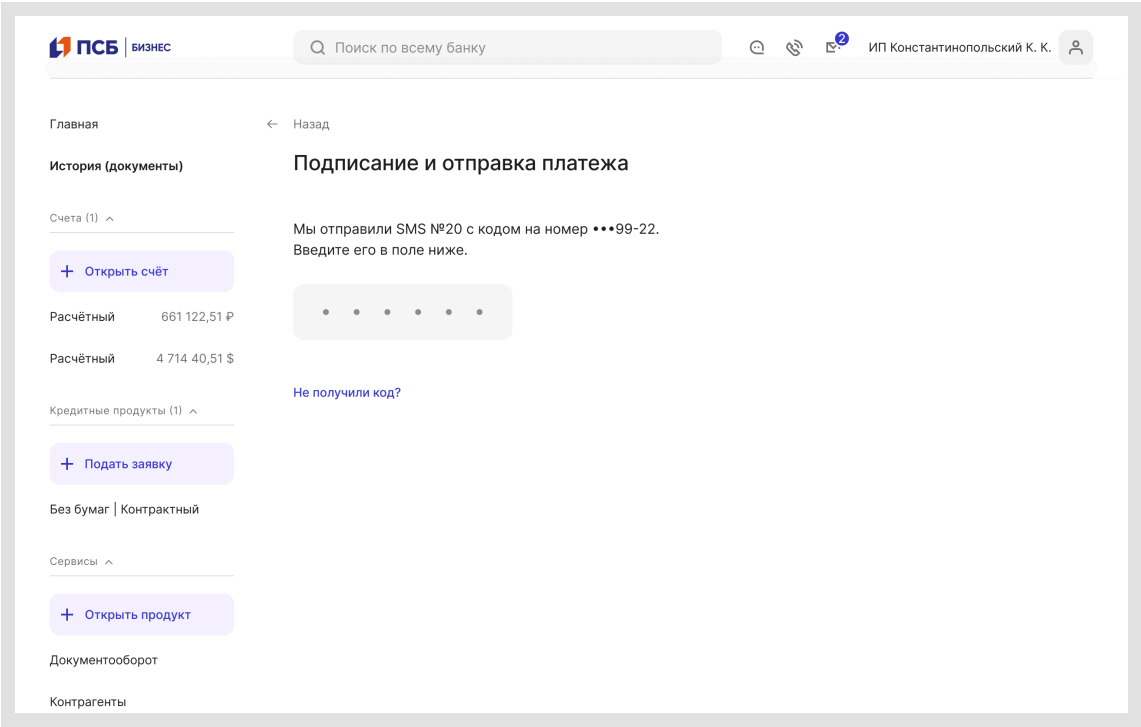 ПСБ БИЗНЕС
Поиск по всему банку
2
ИП Константинопольский К. К.
Главная
История (документы)
Счета (1)
Открыть счёт
Расчётный 661 122,51 ₽
Расчётный 4 714 40,51 $
Кредитные продукты (1)
Подать заявку
Без бумаг | Контрактный
Сервисы
Открыть продукт
Документооборот
Контрагенты
Назад
Подписание и отправка платежа
Мы отправили SMS №20 с кодом на номер •••99-22.
Введите его в поле ниже.
• • • • • •
Не получили код?